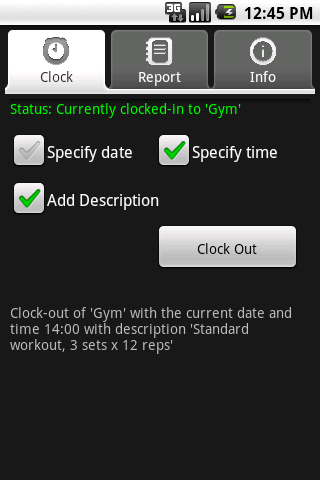 3G 12:45 PM
Clock Report Info
Status: Currently clocked-in to 'Gym'
Specify date Specify time
Add Description
Clock Out
Clock-out of 'Gym' with the current date and
time 14:00 with description 'Standard
workout, 3 sets x 12 reps'